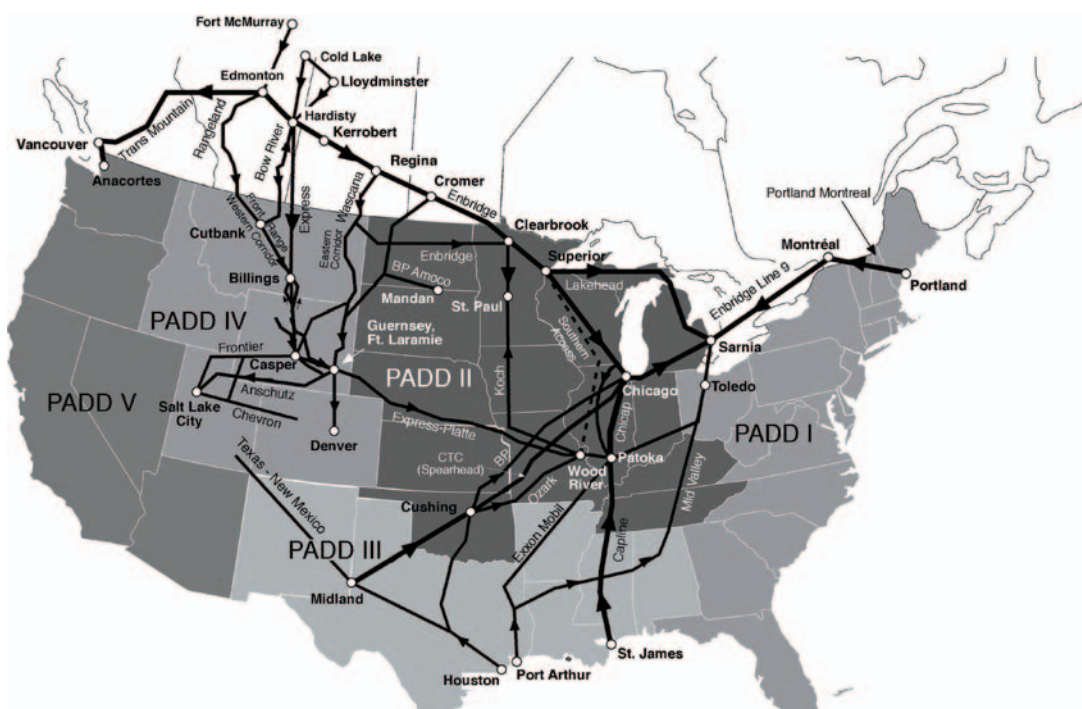 Fort McMurray
Cold Lake
Edmonton
Lloydminster
Hardisty
Vancouver
Trans Mountain
Rangeland
Bow River
Kerrobert
Anacortes
Regina
Cromer
Enbridge
Portland Montreal
Express
Wascana
Front
Range
Western Corridor
Cutbank
Clearbrook
Montréal
Eastern
Corridor
Enbridge
Superior
Lakehead
Enbridge Line 9
Portland
Billings
BP Amoco
Mandan
St. Paul
PADD IV
Guernsey,
Ft. Laramie
Southern
Access
Sarnia
Frontier
Casper
PADD II
Koch
Chicago
Toledo
PADD V
Anschutz
Salt Lake
City
Chevron
Express-Platte
Chicap
PADD I
Denver
CTC
(Spearhead)
BP
Wood
River
Patoka
Texas - New Mexico
Ozark
Mid Valley
Cushing
Exxon Mobil
PADD III
Capline
Midland
St. James
Houston
Port Arthur